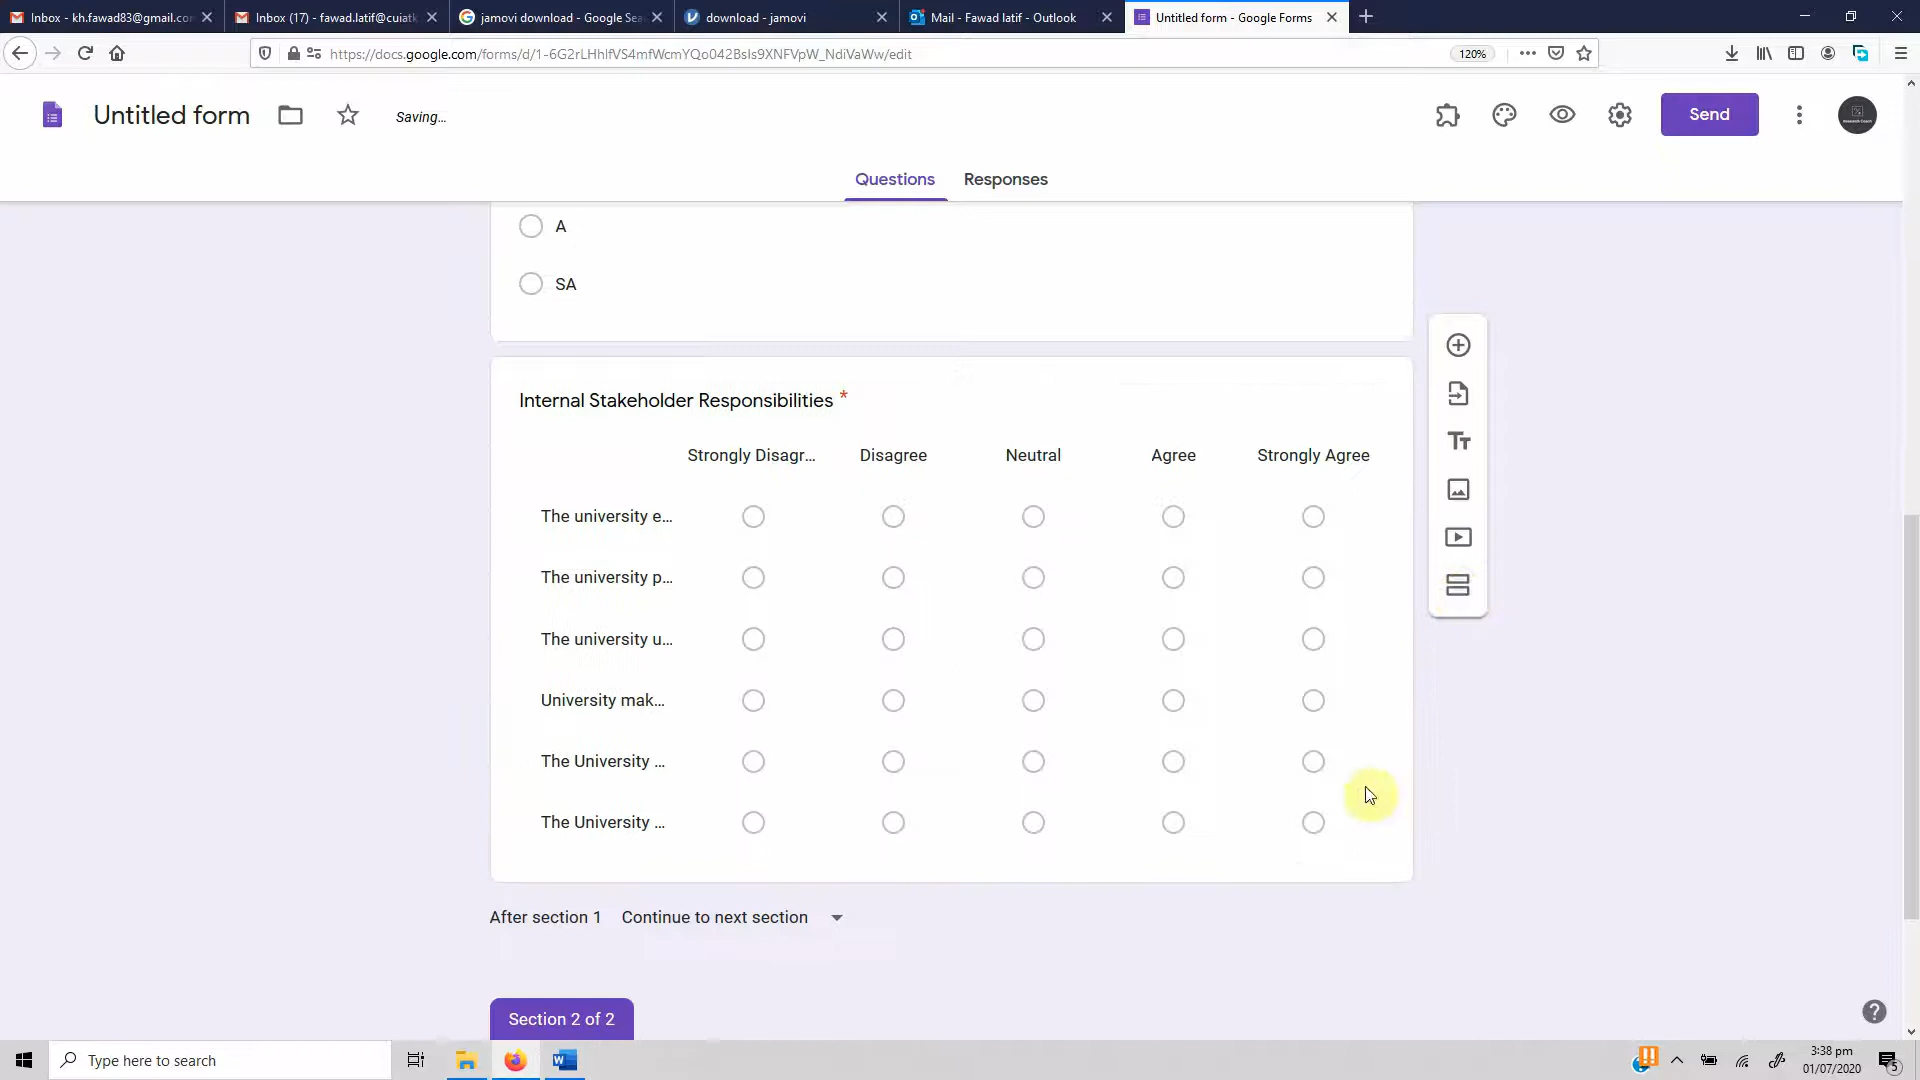 Inbox - kh.fawad83@gmail.con
Inbox (17) - fawad.latif@cuiatk
jamovi download - Google Sea
download - jamovi
Mail - Fawad latif - Outlook
Untitled form - Google Forms
https://docs.google.com/forms/d/1-6G2rLHhlfVS4mfWcmYQo042BsIs9XNFVpW_NdiVaWw/edit
120%
Untitled form
Saving...
Send
Questions
Responses
A
SA
Internal Stakeholder Responsibilities *
Strongly Disagr... Disagree Neutral Agree Strongly Agree
The university e...
The university p...
The university u...
University mak...
The University ...
The University ...
After section 1 Continue to next section
Section 2 of 2
Type here to search
3:38 pm
01/07/2020
5